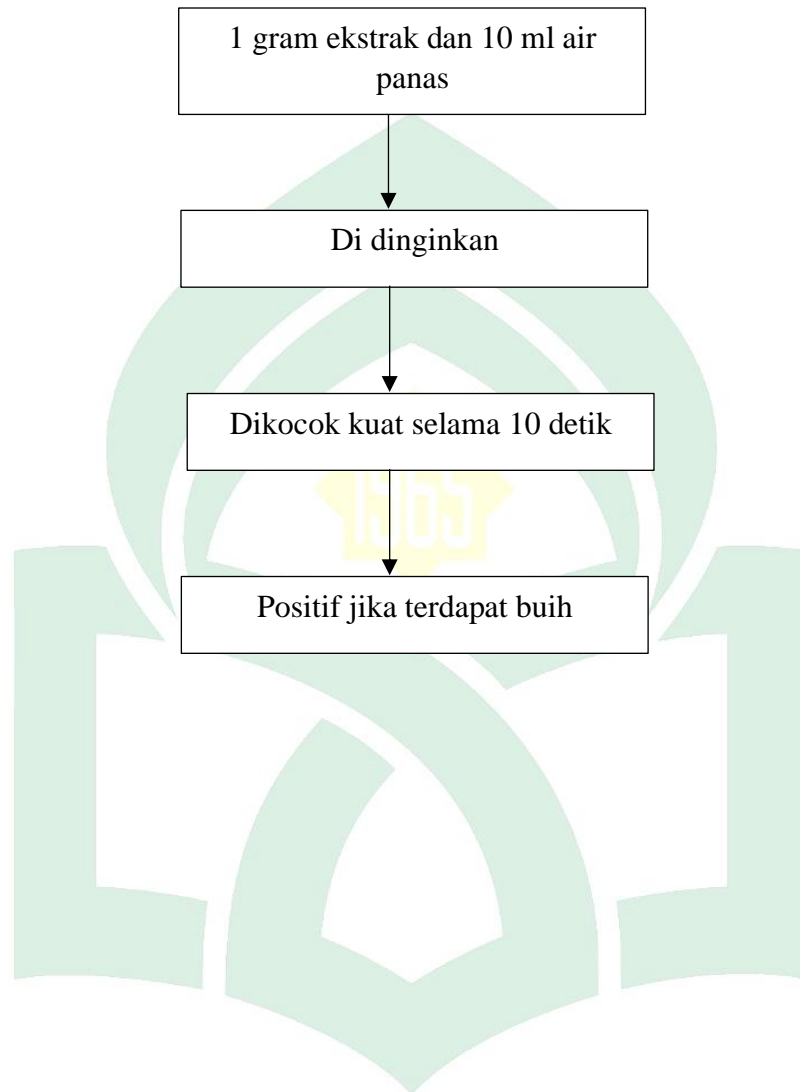 1 gram ekstrak dan 10 ml air
panas
Di dinginkan
Dikocok kuat selama 10 detik
1965
Positif jika terdapat buih